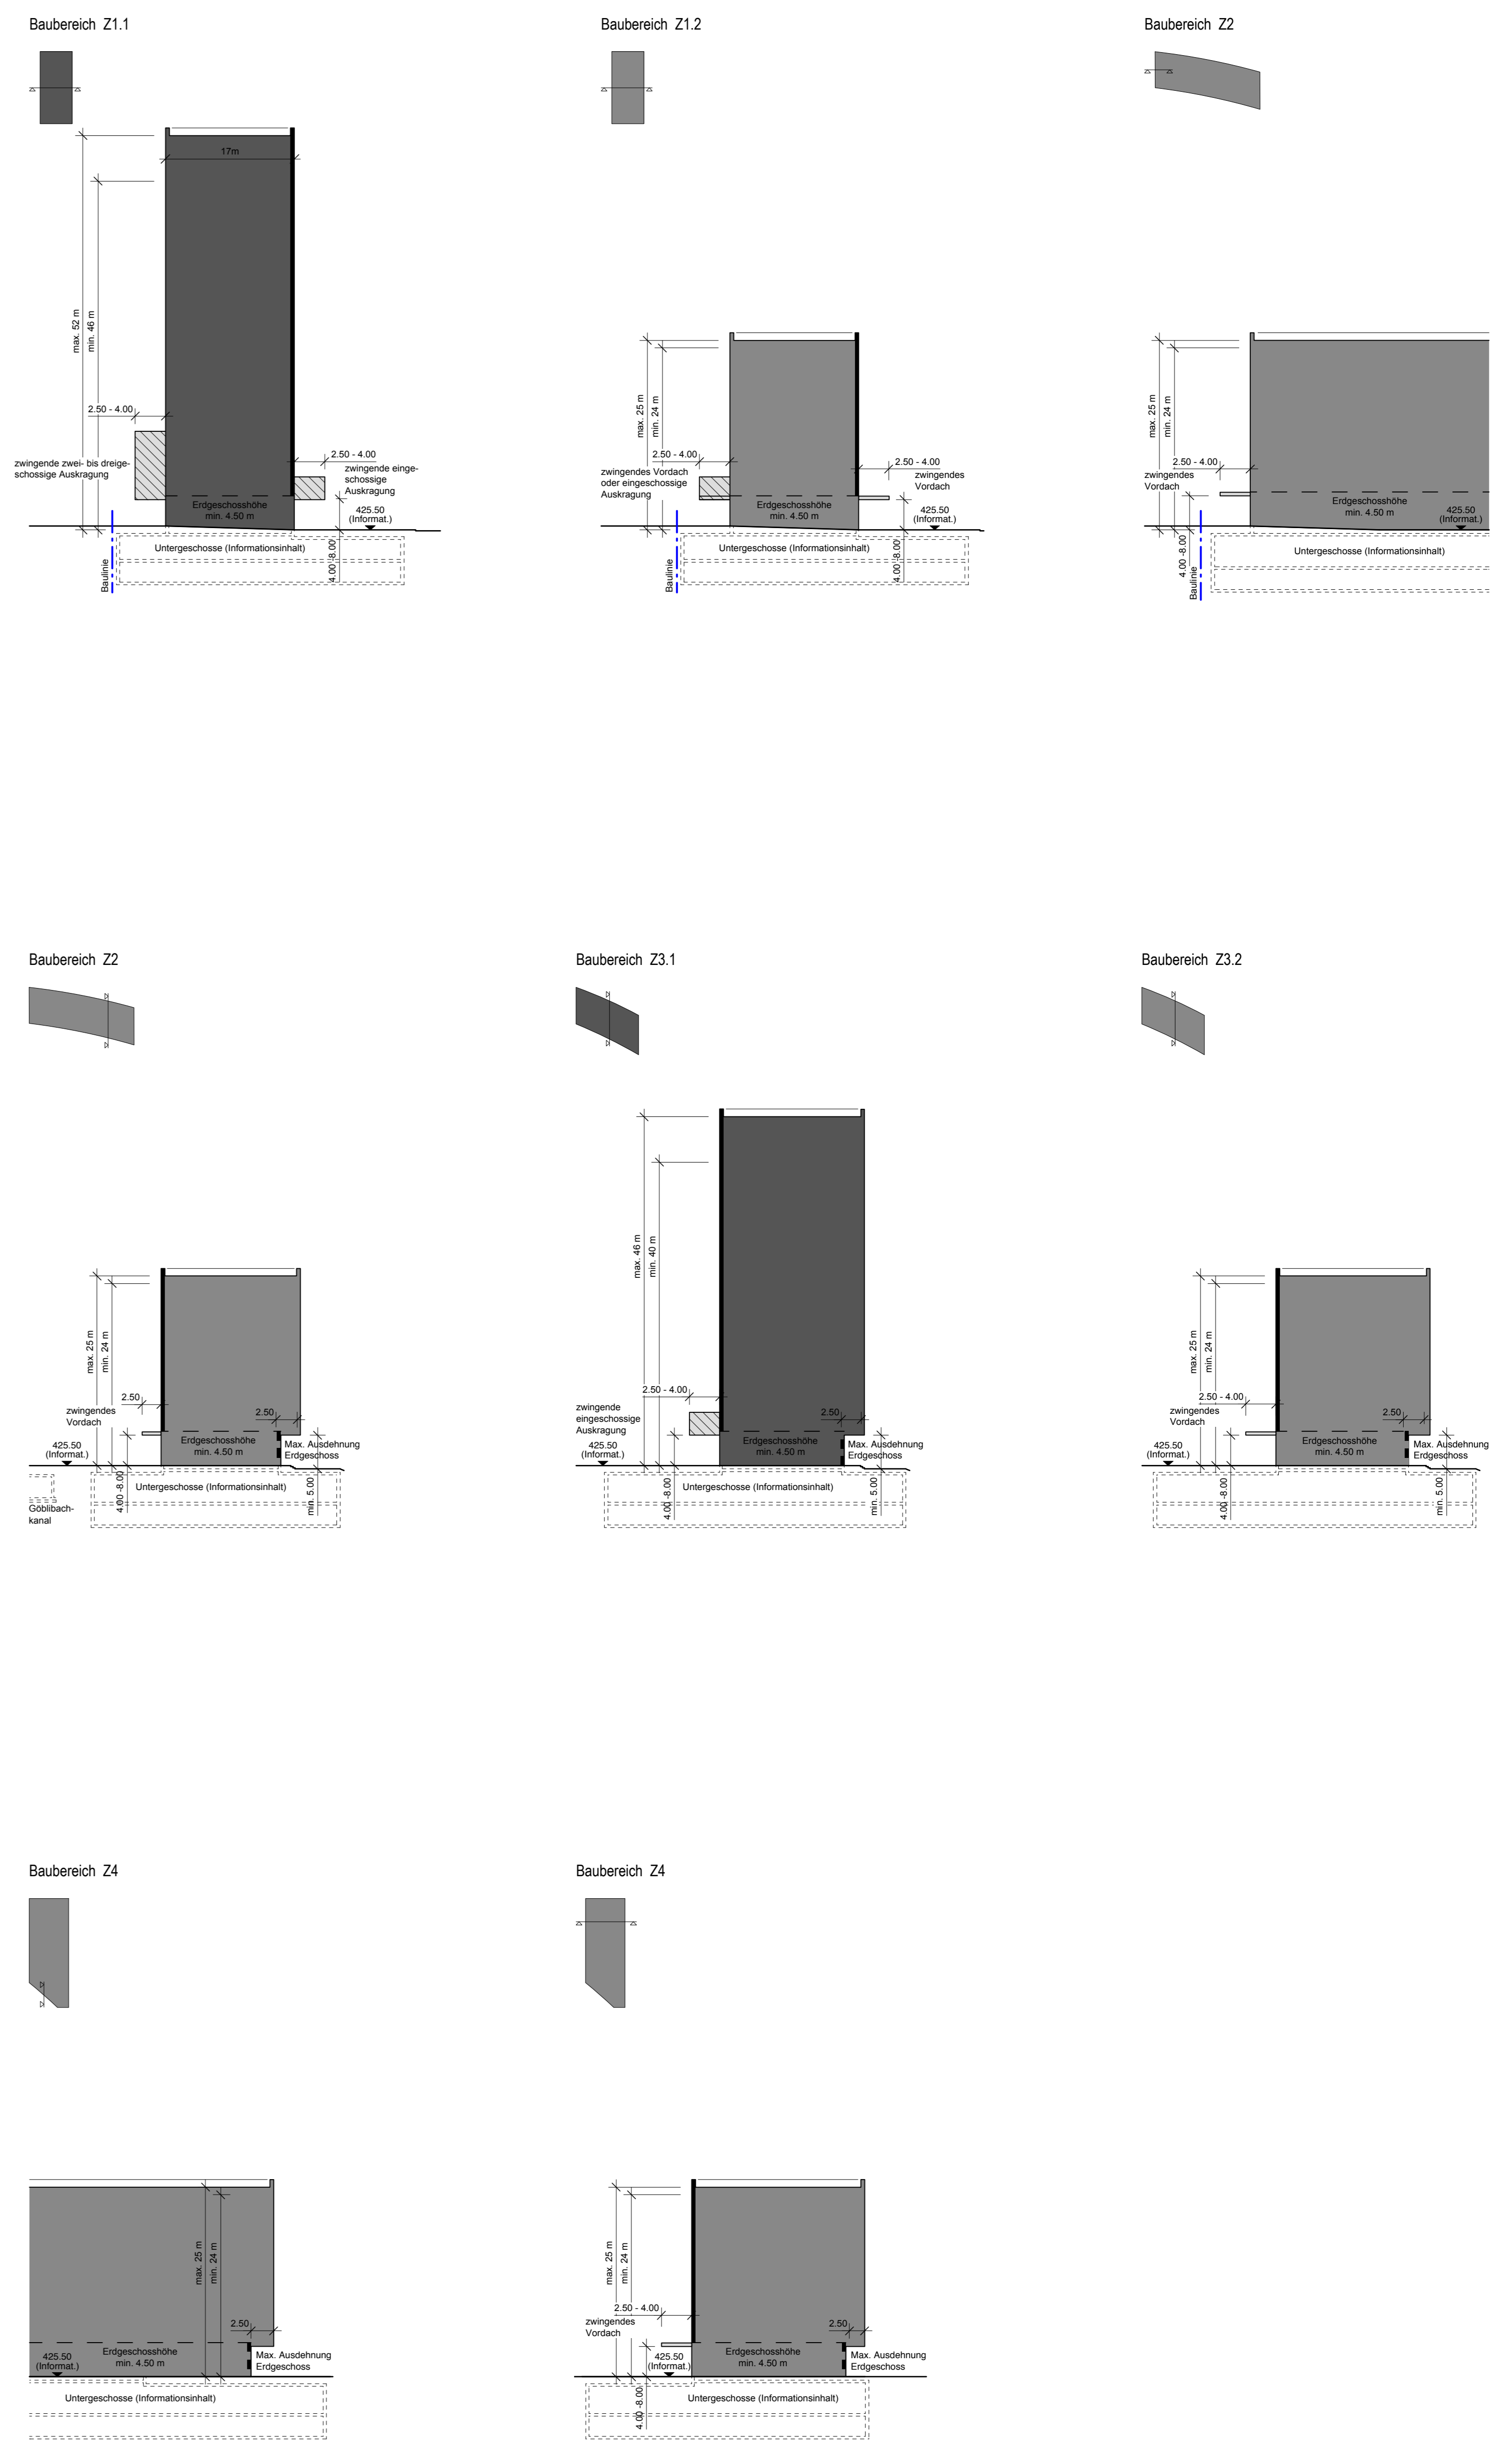 Baubereich Z1.1
17m
max. 52 m
min. 46 m
2.50 - 4.00
zwingende zwei- bis dreige-
schossige Auskragung
2.50 - 4.00
zwingende einge-
schossige
Auskragung
Erdgeschosshöhe
min. 4.50 m
425.50
(Informat.)
Untergeschosse (Informationsinhalt)
4.00 -8.00
Baulinie
Baubereich Z1.2
max. 25 m
min. 24 m
2.50 - 4.00
zwingendes Vordach
oder eingeschossige
Auskragung
2.50 - 4.00
zwingendes
Vordach
Erdgeschosshöhe
min. 4.50 m
425.50
(Informat.)
Untergeschosse (Informationsinhalt)
4.00 -8.00
Baulinie
Baubereich Z2
max. 25 m
min. 24 m
2.50 - 4.00
zwingendes
Vordach
Erdgeschosshöhe
min. 4.50 m
425.50
(Informat.)
Untergeschosse (Informationsinhalt)
4.00 -8.00
Baulinie
Baubereich Z2
max. 25 m
min. 24 m
2.50
zwingendes
Vordach
2.50
Erdgeschosshöhe
min. 4.50 m
Max. Ausdehnung
Erdgeschoss
425.50
(Informat.)
Untergeschosse (Informationsinhalt)
4.00 -8.00
min. 5.00
Göblibach-
kanal
Baubereich Z3.1
max. 46 m
min. 40 m
2.50 - 4.00
zwingende
eingeschossige
Auskragung
2.50
Erdgeschosshöhe
min. 4.50 m
Max. Ausdehnung
Erdgeschoss
425.50
(Informat.)
Untergeschosse (Informationsinhalt)
4.00 -8.00
min. 5.00
Baubereich Z3.2
max. 25 m
min. 24 m
2.50 - 4.00
zwingendes
Vordach
2.50
Erdgeschosshöhe
min. 4.50 m
Max. Ausdehnung
Erdgeschoss
425.50
(Informat.)
Untergeschosse (Informationsinhalt)
4.00 -8.00
min. 5.00
Baubereich Z4
max. 25 m
min. 24 m
2.50
Erdgeschosshöhe
min. 4.50 m
Max. Ausdehnung
Erdgeschoss
425.50
(Informat.)
Untergeschosse (Informationsinhalt)
Baubereich Z4
max. 25 m
min. 24 m
2.50 - 4.00
zwingendes
Vordach
2.50
Erdgeschosshöhe
min. 4.50 m
Max. Ausdehnung
Erdgeschoss
425.50
(Informat.)
Untergeschosse (Informationsinhalt)
4.00 -8.00